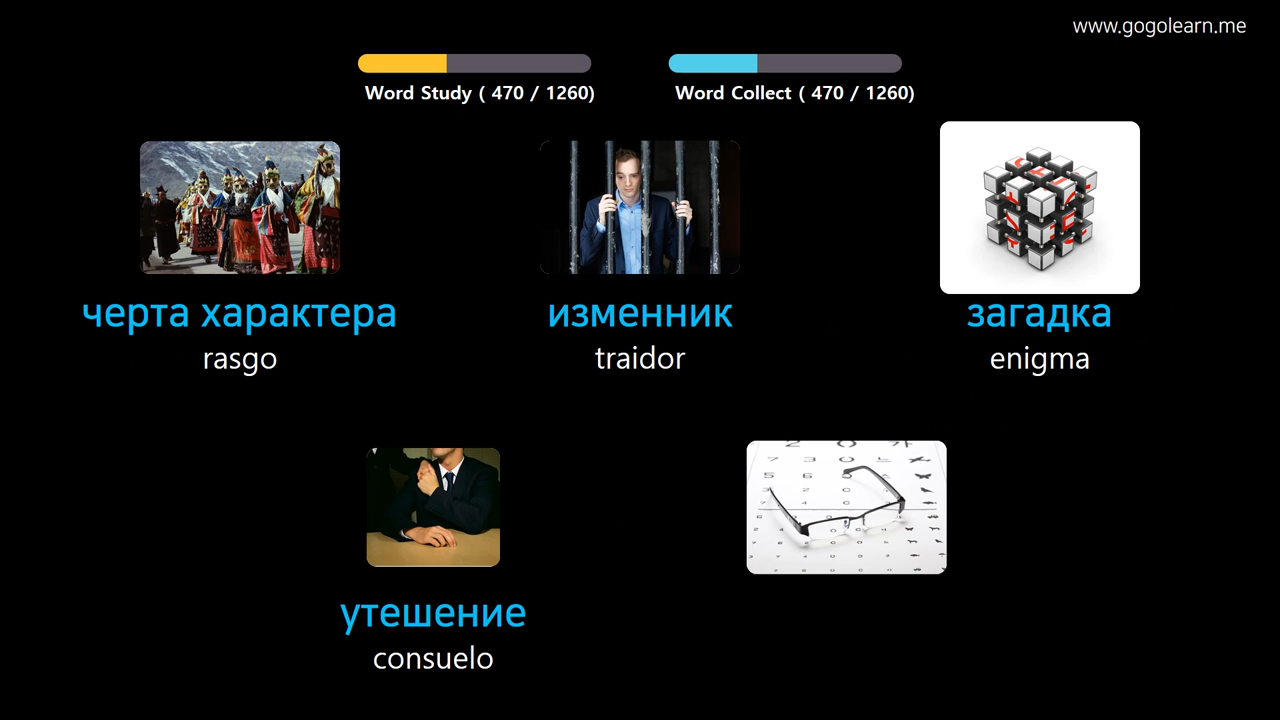 www.gogolearn.me
Word Study ( 470 / 1260)
Word Collect ( 470 / 1260)
черта характера
изменник
загадка
rasgo
traidor
enigma
утешение
consuelo